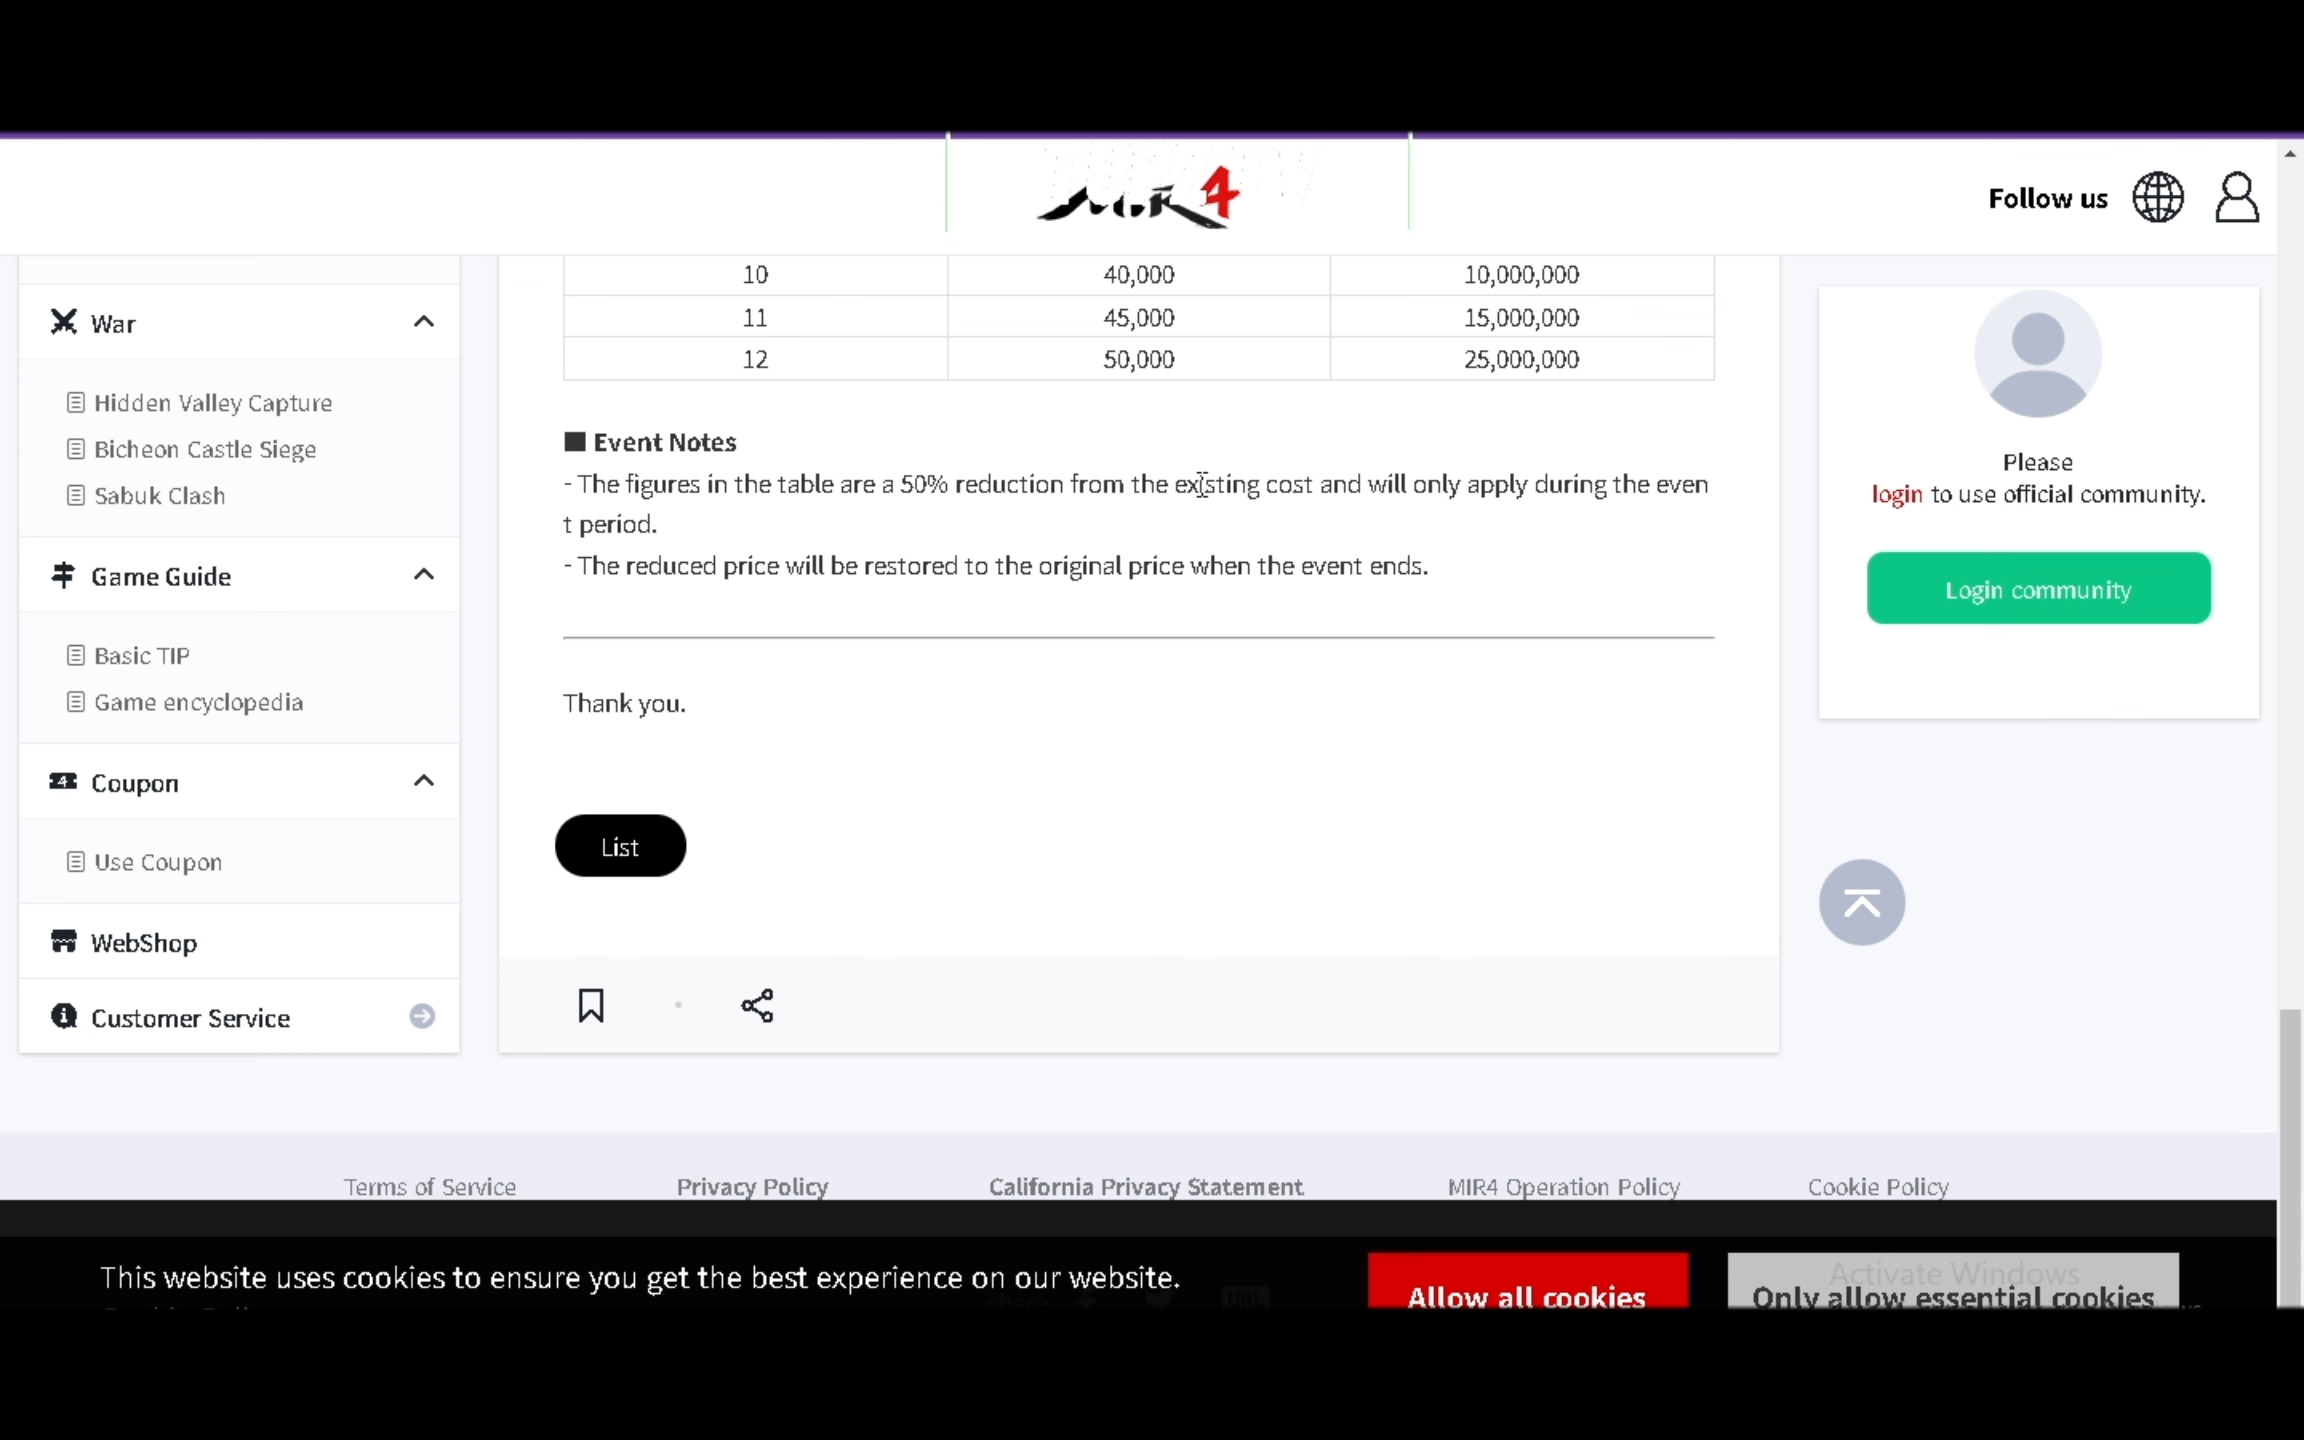 MIR4
Follow us
10 40,000 10,000,000
11 45,000 15,000,000
12 50,000 25,000,000
War
Hidden Valley Capture
Bicheon Castle Siege
Sabuk Clash
Game Guide
Basic TIP
Game encyclopedia
Coupon
Use Coupon
WebShop
Customer Service
■ Event Notes
- The figures in the table are a 50% reduction from the existing cost and will only apply during the even
t period.
- The reduced price will be restored to the original price when the event ends.
Thank you.
List
Please
login to use official community.
Login community
Terms of Service
Privacy Policy
California Privacy Statement
MIR4 Operation Policy
Cookie Policy
This website uses cookies to ensure you get the best experience on our website.
Allow all cookies
Activate Windows
Only allow essential cookies